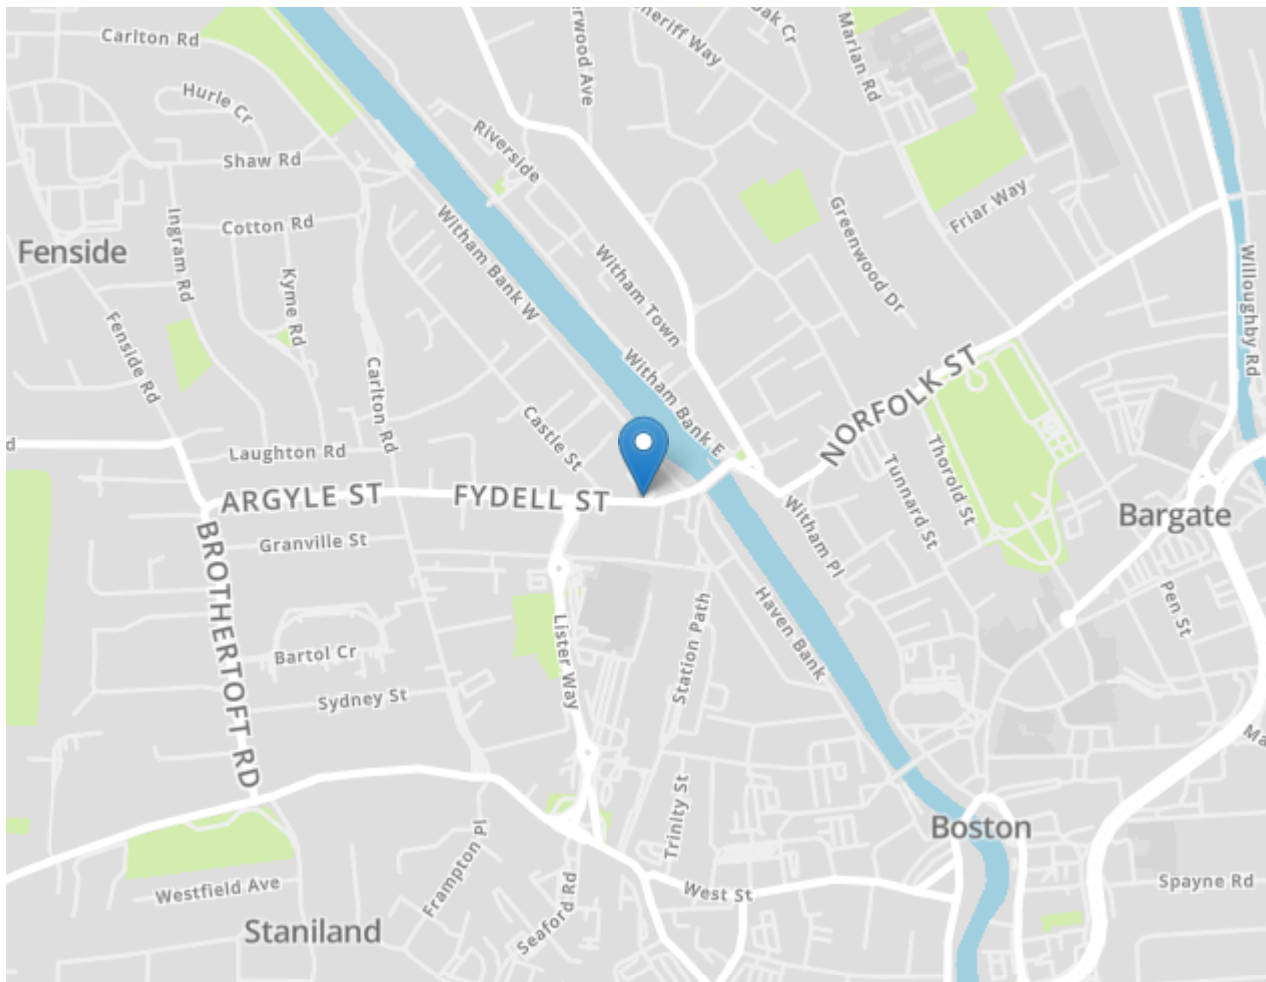 Carlton Rd
Sheriff Way
Oak Cr
Marian Rd
Hurle Cr
Riverside
Shaw Rd
Friar Way
Cotton Rd
Ingram Rd
Witham Bank W
Greenwood Dr
Fenside
Kyme Rd
Witham Town
Willoughby Rd
Fenside Rd
Carlton Rd
Witham Bank E
NORFOLK ST
Castle St
Laughton Rd
Thorold St
Tunnard St
ARGYLE ST
FYDELL ST
Bargate
Witham Pl
Granville St
BROTHERTOFT RD
Haven Bank
Pen St
Station Path
Lister Way
Bartol Cr
Sydney St
Trinity St
Boston
Frampton Pl
West St
Spayne Rd
Westfield Ave
Seaford Rd
Staniland